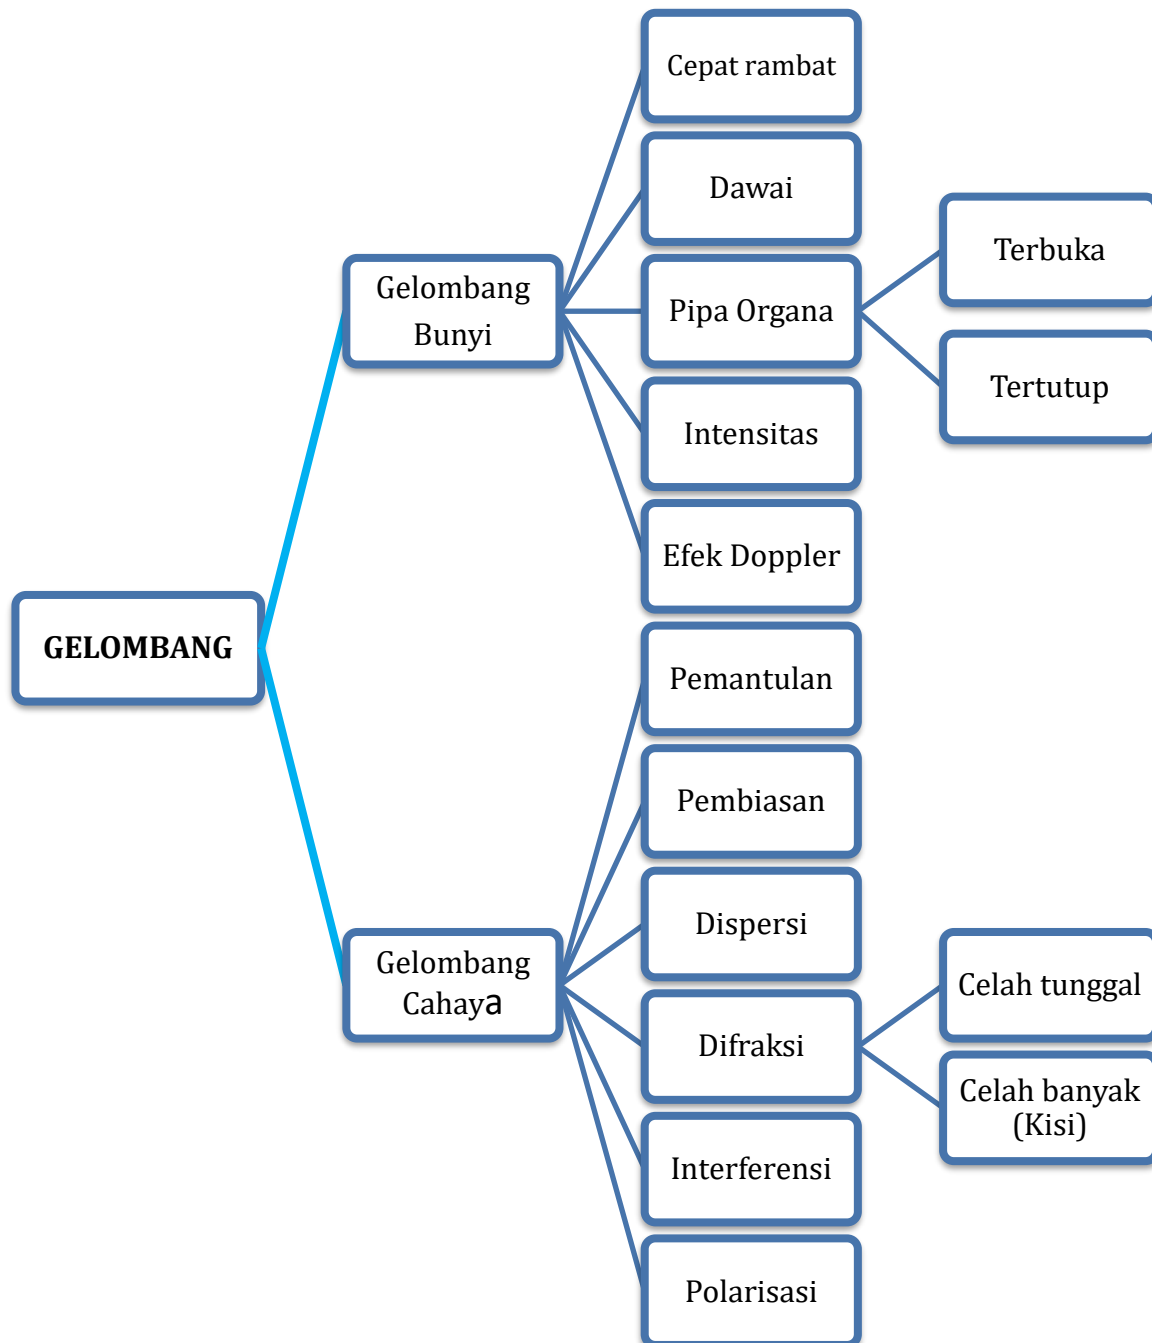 GELOMBANG
Gelombang
Bunyi
Cepat rambat
Dawai
Pipa Organa
Terbuka
Tertutup
Intensitas
Efek Doppler
Gelombang
Cahaya
Pemantulan
Pembiasan
Dispersi
Difraksi
Celah tunggal
Celah banyak
(Kisi)
Interferensi
Polarisasi